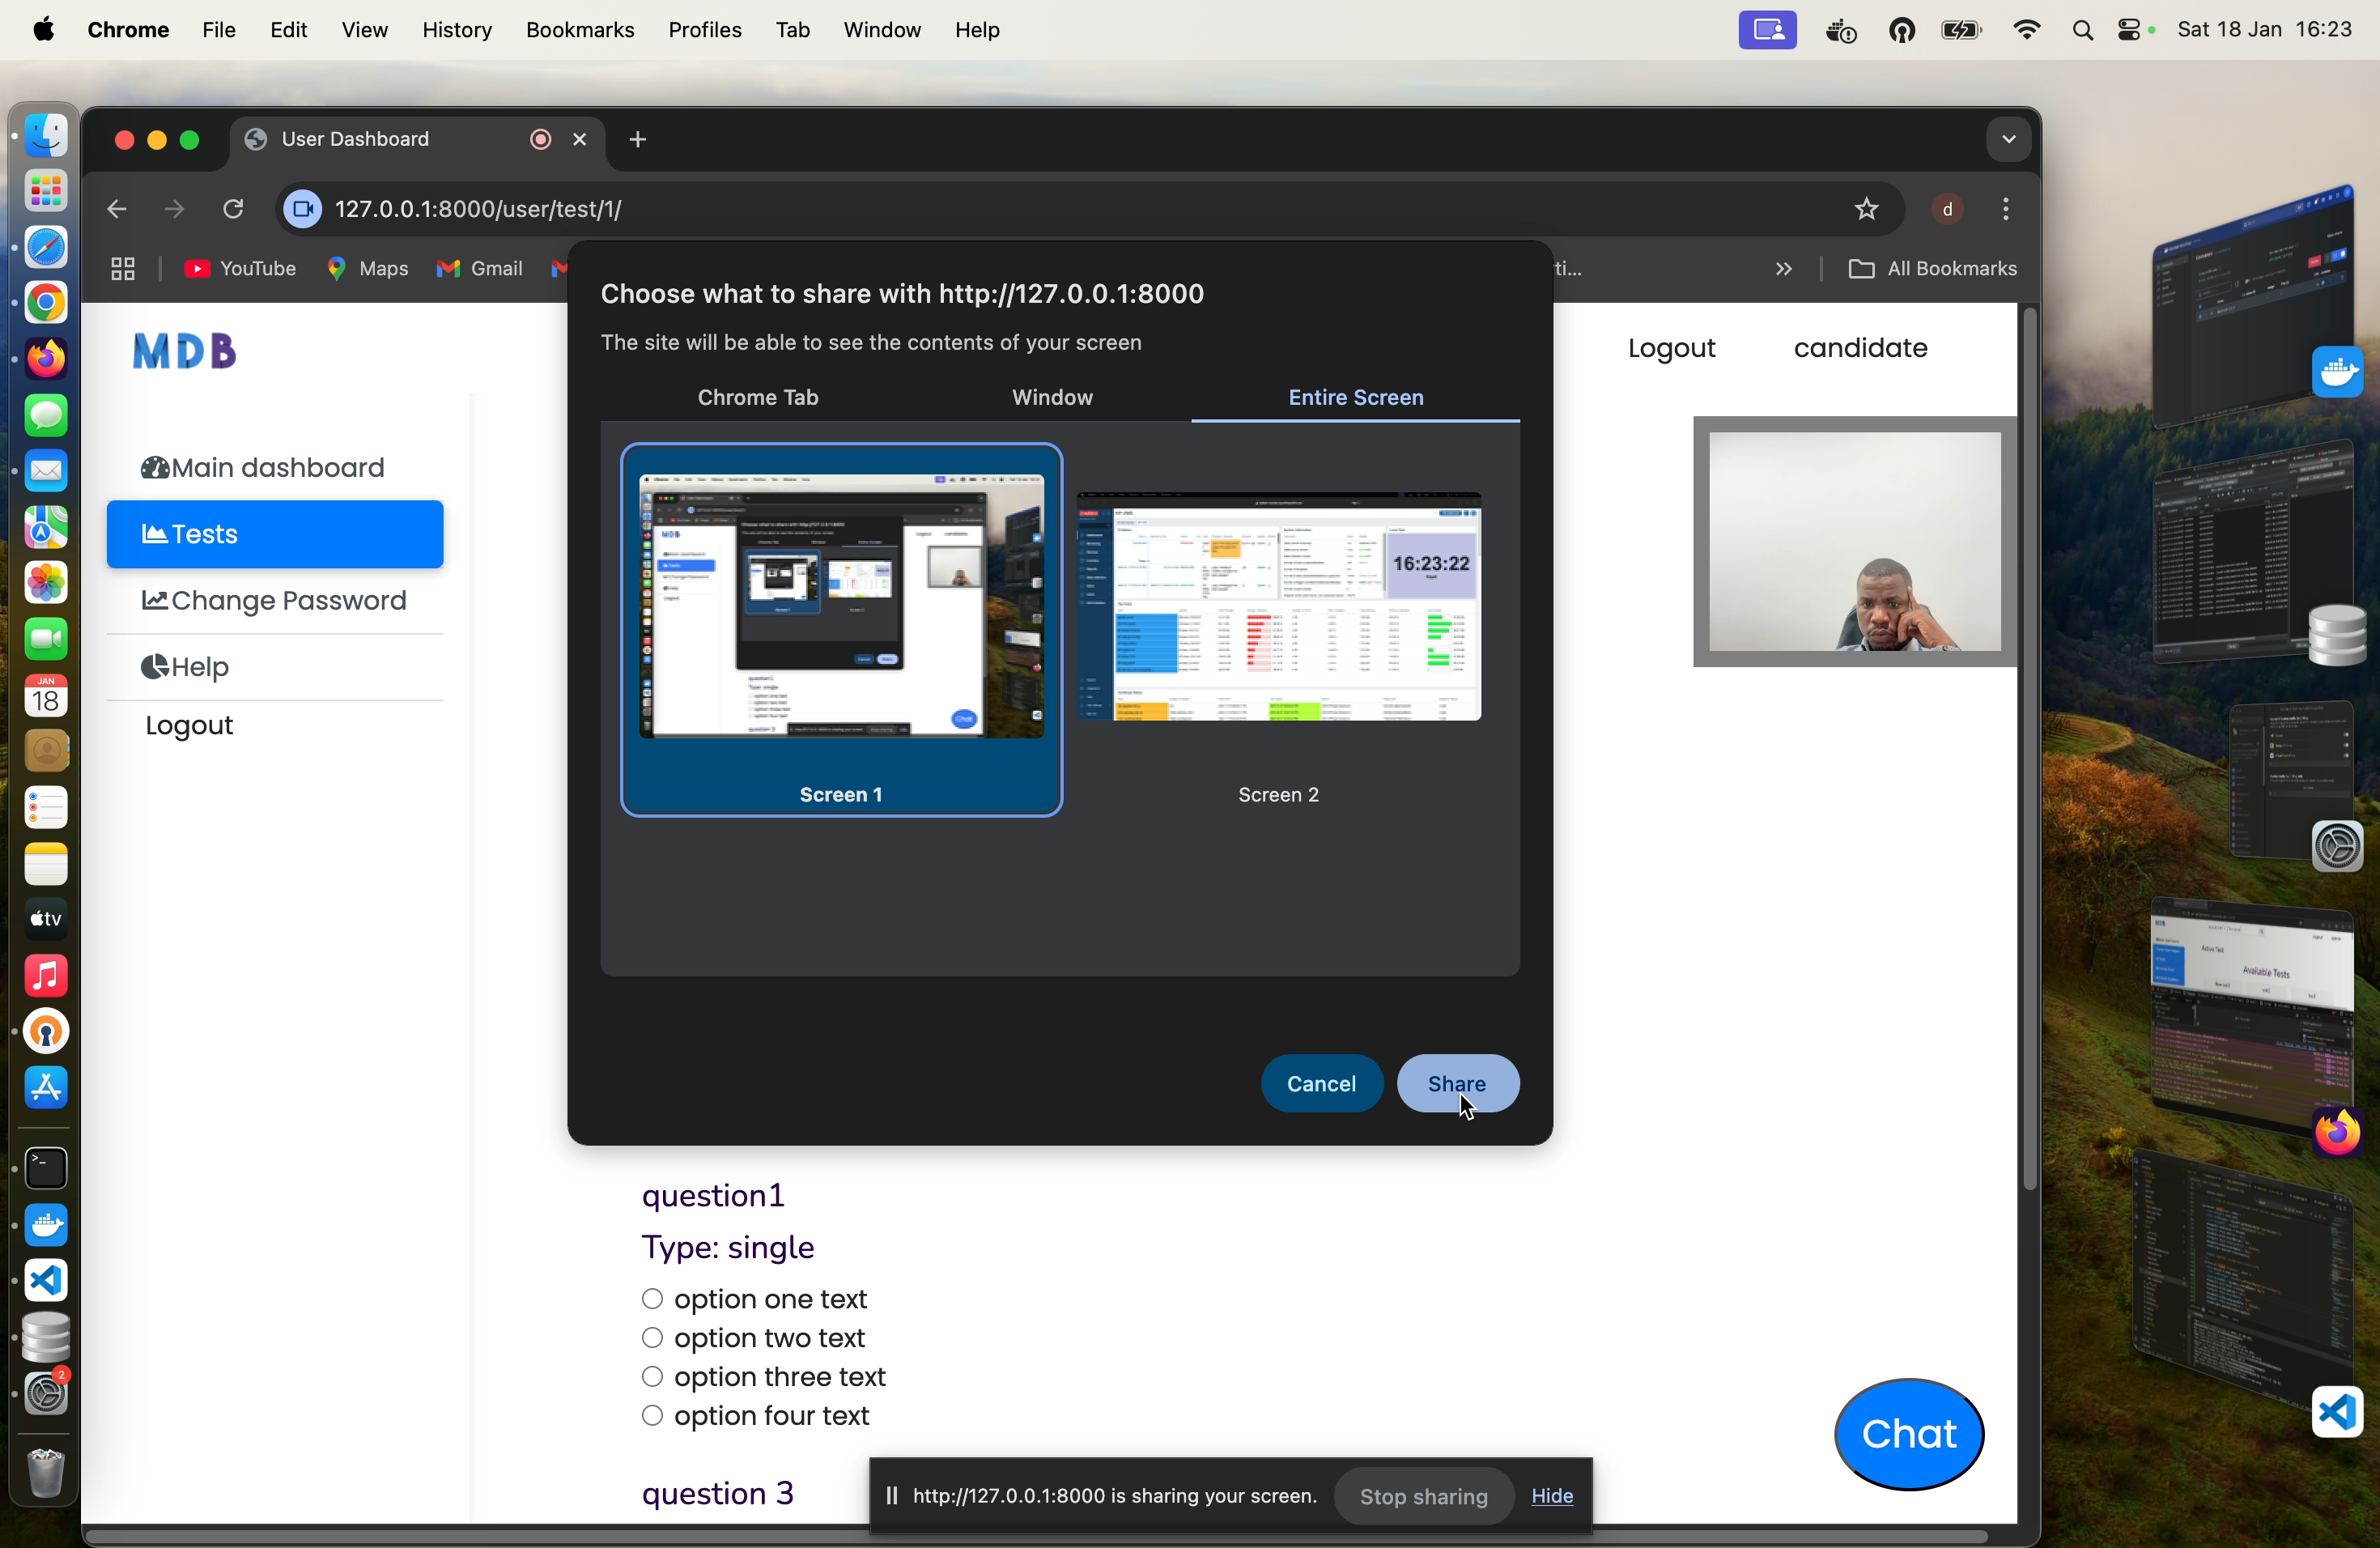 Chrome File Edit View History Bookmarks Profiles Tab Window Help Sat 18 Jan 16:23
User Dashboard
127.0.0.1:8000/user/test/1/
d
YouTube Maps Gmail ti... All Bookmarks
Choose what to share with http://127.0.0.1:8000
The site will be able to see the contents of your screen
Chrome Tab Window Entire Screen
16:23:22
Screen 1 Screen 2
Cancel Share
MDB
Logout candidate
Main dashboard
Tests
Change Password
Help
Logout
JAN
18
tv
2
question1
Type: single
option one text
option two text
option three text
option four text
question 3
http://127.0.0.1:8000 is sharing your screen. Stop sharing Hide
Chat
Available Tests